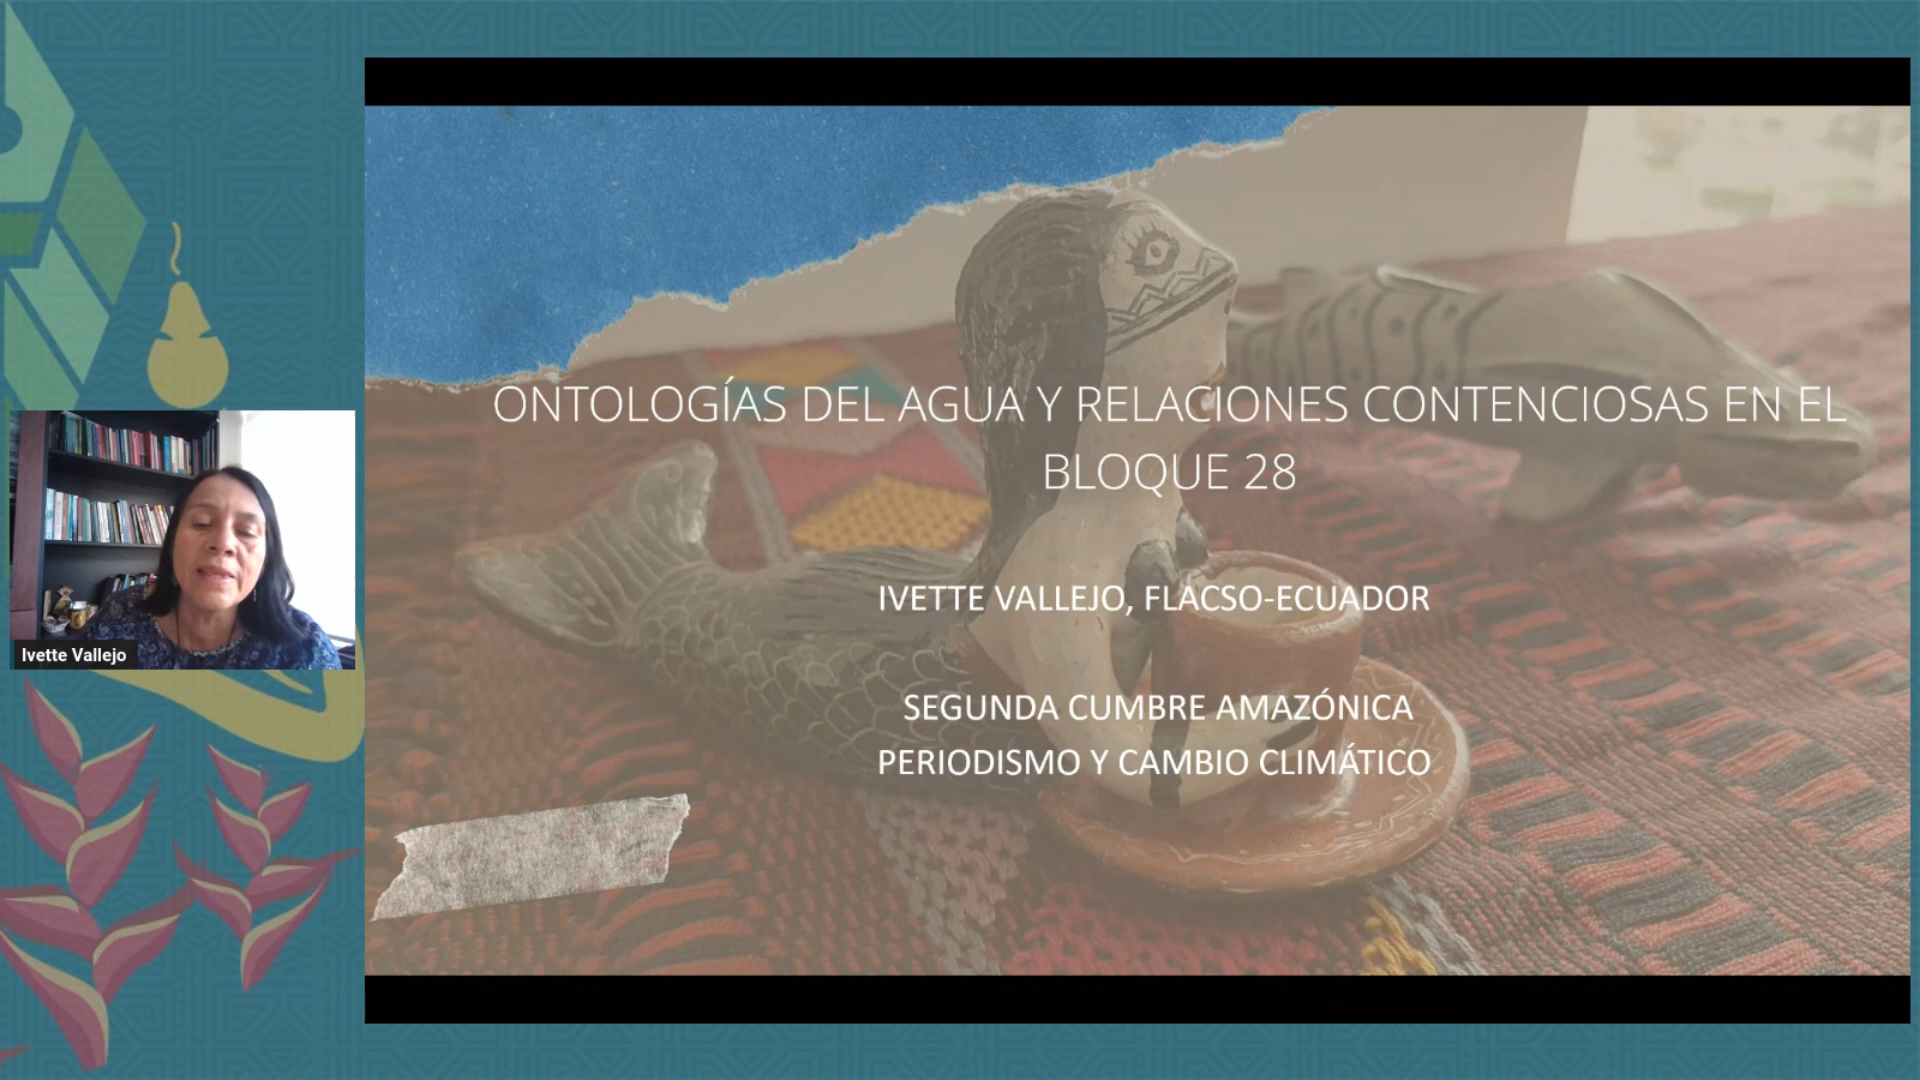 ONTOLOGÍAS DEL AGUA Y RELACIONES CONTENCIOSAS EN EL
BLOQUE 28
IVETTE VALLEJO, FLACSO-ECUADOR
SEGUNDA CUMBRE AMAZÓNICA
PERIODISMO Y CAMBIO CLIMÁTICO
Ivette Vallejo